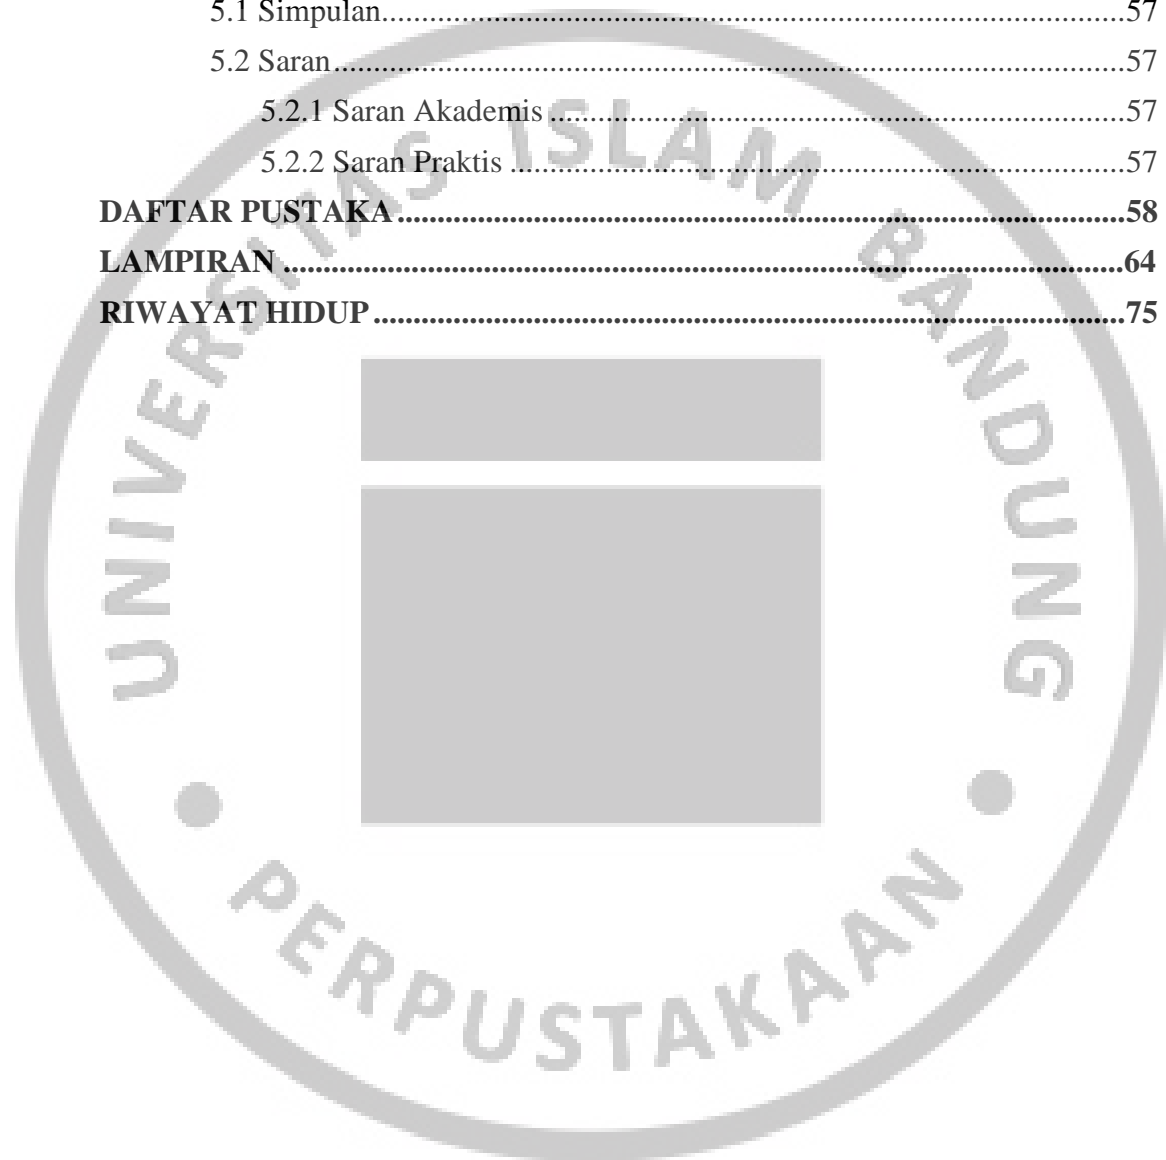 5.1 Simpulan..........................................................................................57
5.2 Saran................................................................................................57
5.2.1 Saran Akademis.......................................................................57
5.2.2 Saran Praktis...........................................................................57
DAFTAR PUSTAKA.........................................................................................58
LAMPIRAN......................................................................................................64
RIWAYAT HIDUP...........................................................................................75
UNIVERSITAS ISLAM BANDUNG
PERPUSTAKAAN